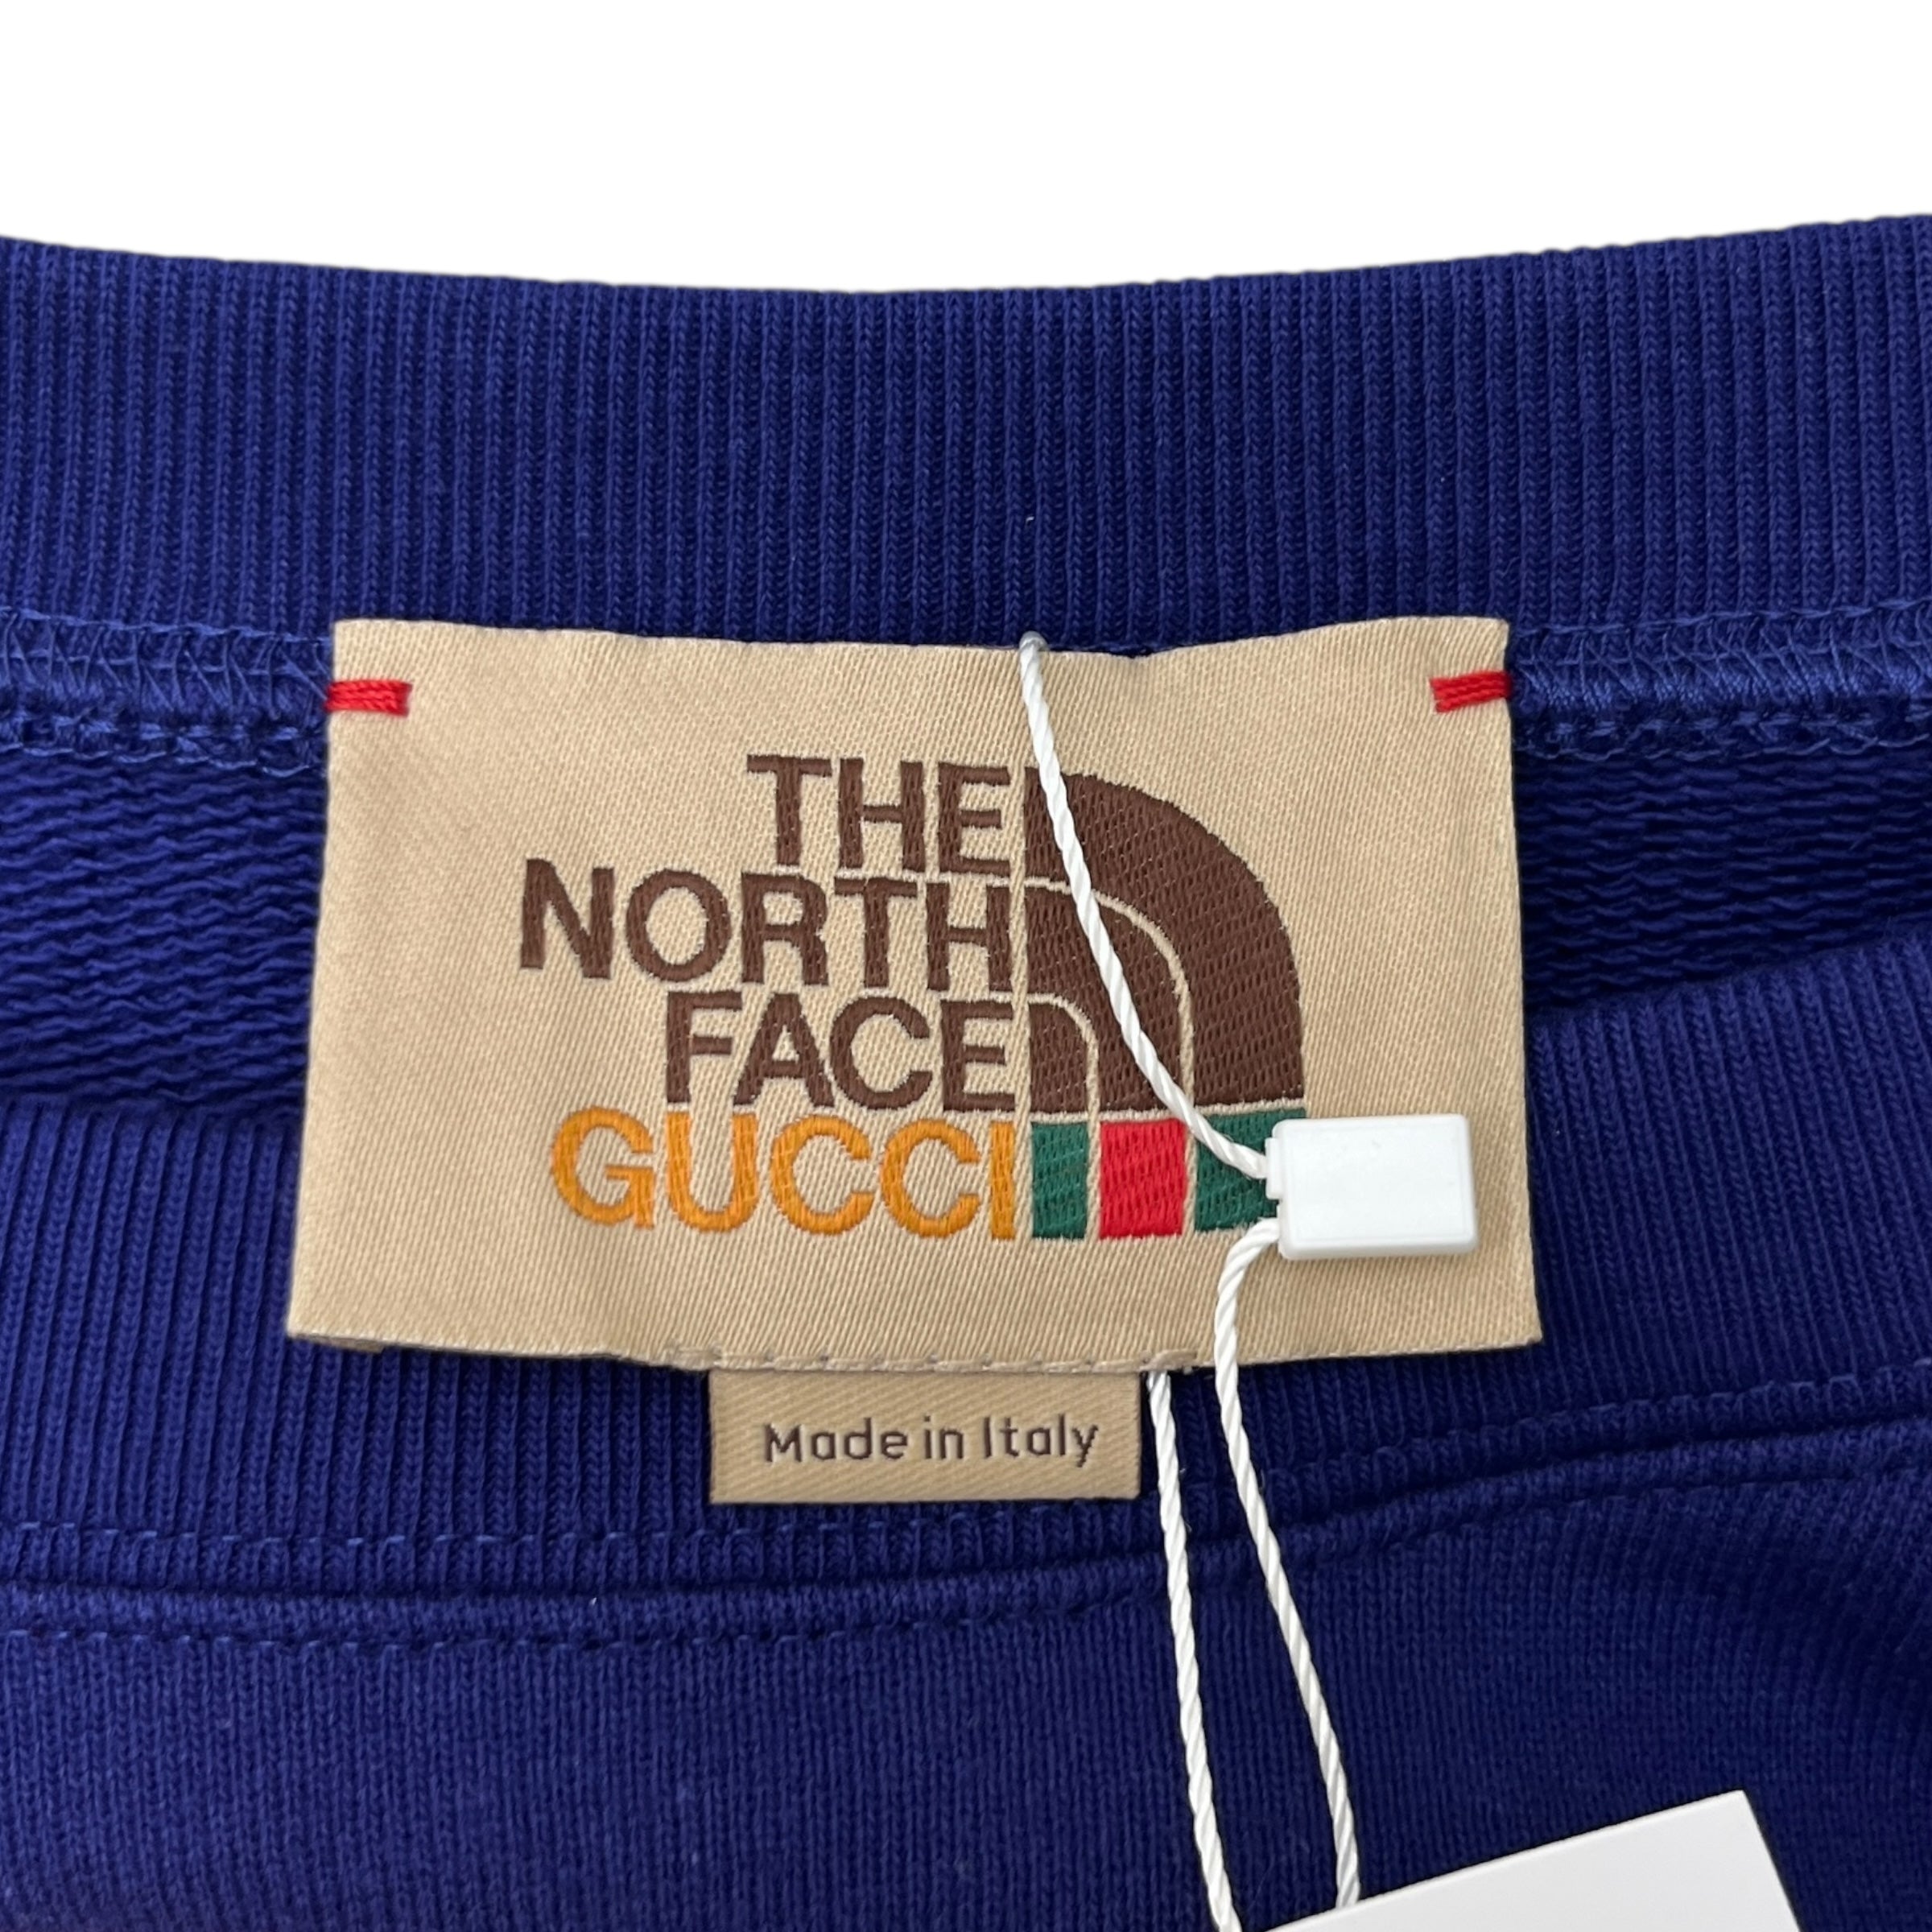 THE
NORTH
FACE
GUCCI
Made in Italy